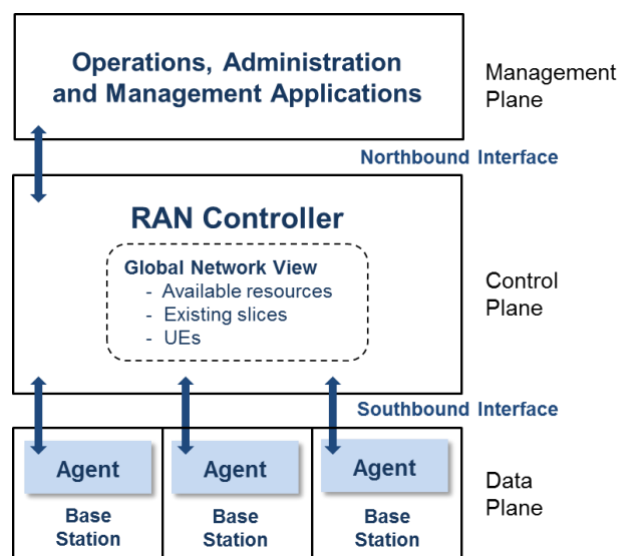 Operations, Administration
and Management Applications
Management
Plane
Northbound Interface
RAN Controller
Global Network View
- Available resources
- Existing slices
- UEs
Control
Plane
Southbound Interface
Agent
Agent
Agent
Base
Station
Base
Station
Base
Station
Data
Plane